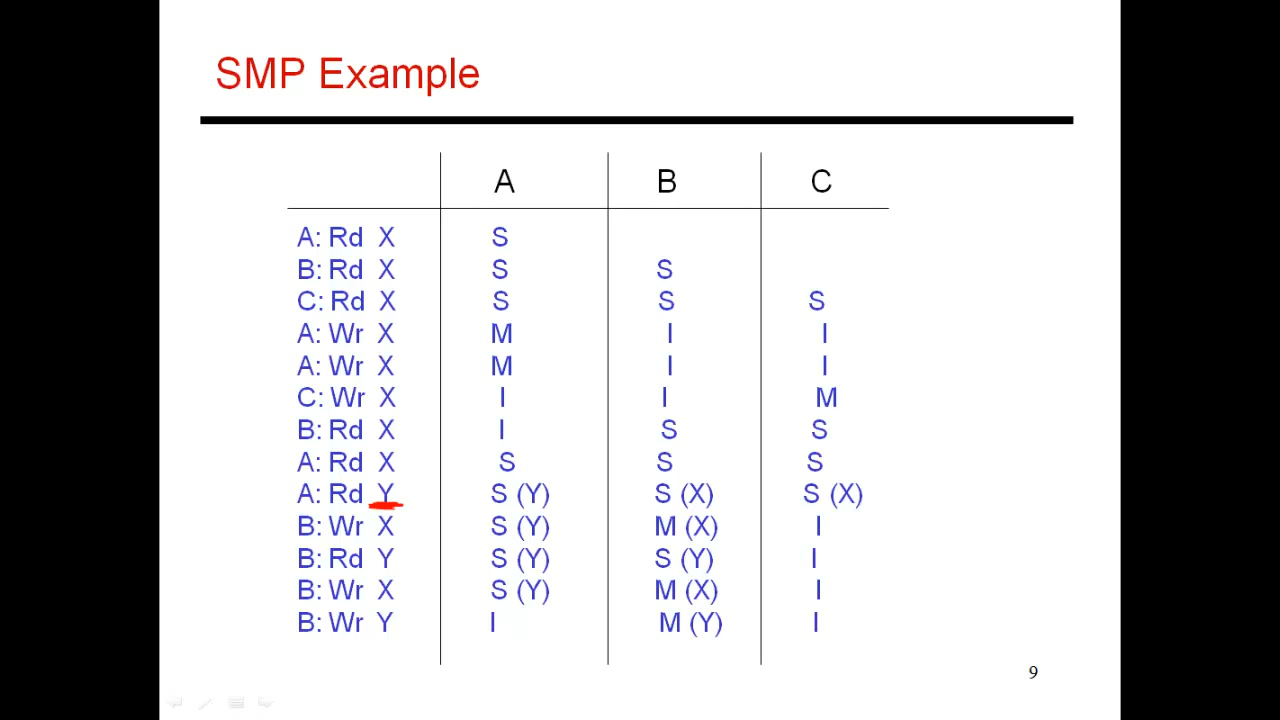 SMP Example
A B C
A: Rd X S
B: Rd X S S
C: Rd X S S S
A: Wr X M I I
A: Wr X M I I
C: Wr X I I M
B: Rd X I S S
A: Rd X S S S
A: Rd Y S (Y) S (X) S (X)
B: Wr X S (Y) M (X) I
B: Rd Y S (Y) S (Y) I
B: Wr X S (Y) M (X) I
B: Wr Y I M (Y) I
9